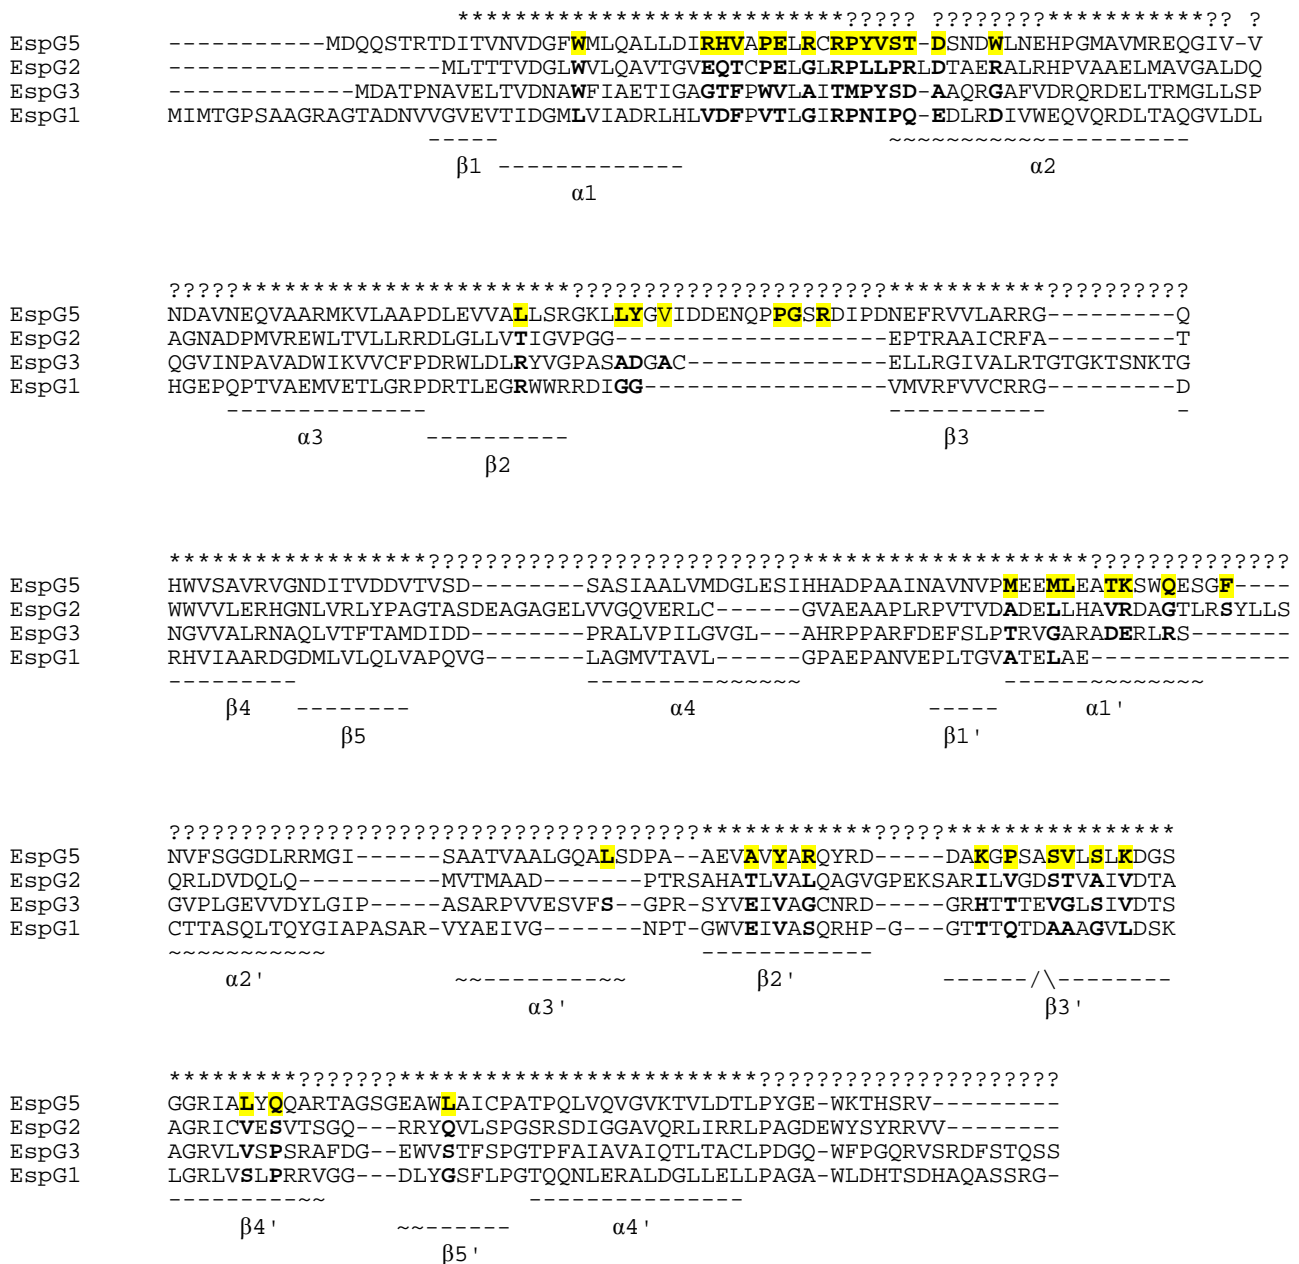 ***************************????? ????????***********?? ?
EspG5 -----------MDQQSTRTDITVNVDGFWMLQALLDIRHVAPELRCRPYVST-DSNDWLNEHPGMAVMREQGIV-V
EspG2 -------------------MLTTTVDGLWVLQAVTGVEQTCPELGLRPLLPRLDTAERALRHPVAAELMAVGALDQ
EspG3 -------------MDATPNAVELTVDNAWFIAETIGAGTFPWVLAITMPYSD-AAQRGAFVDRQRDELTRMGLLSP
EspG1 MIMTGPSAAGRAGTADNVVGVEVTIDGMLVIADRLHLVDFPVTLGIRPNIPQ-EDLRDIVWEQVQRDLTAQGVLDL
----- ~~~~~~~~~~~----------
β1 ------------- α2
α1
?????***********************??????????????????????***********??????????
EspG5 NDAVNEQVAARMKVLAAPDLEVVALLSRGKLLYGVIDDENQPPGSRDIPDNEFRVVLARRG---------Q
EspG2 AGNADPMVREWLTVLLRRDLGLLVTIGVPGG-------------------EPTRAAICRFA---------T
EspG3 QGVINPAVADWIKVVCFPDRWLDLRYVGPASADGAC--------------ELLRGIVALRTGTGKTSNKTG
EspG1 HGEPQPTVAEMVETLGRPDRTLEGRWWRRDIGG-----------------VMVRFVVCRRG---------D
-------------- ----------- -
α3 ---------- β3
β2
******************??????????????????????????********************??????????????
EspG5 HWVSAVRVGNDITVDDVTVSD--------SASIAALVMDGLESIHHADPAAINAVNVPMEEMLEATKSWQESGF----
EspG2 WWVVLERHGNLVRLYPAGTASDEAGAGELVVGQVERLC------GVAEAAPLRPVTVDADELLHAVRDAGTLRSYLLS
EspG3 NGVVALRNAQLVTFTAMDIDD--------PRALVPILGVGL---AHRPPARFDEFSLPTRVGARADERLRS-------
EspG1 RHVIAARDGDMLVLQLVAPQVG-------LAGMVTAVL------GPAEPANVEPLTGVATELAE--------------
--------- ---------~~~~~~ ------~~~~~~~~
β4 -------- α4 ----- α1'
β5 β1'
?????????????????????????????????????************?????****************
EspG5 NVFSGGDLRRMGI------SAATVAALGQALSDPA--AEVAVYARQYRD-----DAKGPSASVLSLKDGS
EspG2 QRLDVDQLQ----------MVTMAAD-------PTRSAHATLVALQAGVGPEKSARILVGDSTVAIVDTA
EspG3 GVPLGEVVDYLGIP-----ASARPVVESVFS--GPR-SYVEIVAGCNRD-----GRHTTTEVGLSIVDTS
EspG1 CTTASQLTQYGIAPASAR-VYAEIVG-------NPT-GWVEIVASQRHP-G---GTTTQTDAAAGVLDSK
~~~~~~~~~~~ ------------
α2' ~~--------~~ β2' ------/\--------
α3' β3'
*********???????*************************?????????????????????
EspG5 GGRIALYQQARTAGSGEAWLAICPATPQLVQVGVKTVLDTLPYGE-WKTHSRV---------
EspG2 AGRICVESVTSGQ---RRYQVLSPGSRSDIGGAVQRLIRRLPAGDEWYSYRRVV--------
EspG3 AGRVLVSPSRAFDG--EWVSTFSPGTPFAIAVAIQTLTACLPDGQ-WFPGQRVSRDFSTQSS
EspG1 LGRLVSLPRRVGG---DLYGSFLPGTQQNLERALDGLLELLPAGA-WLDHTSDHAQASSRG-
---------~~ ---------------
β4' ~~------ α4'
β5'